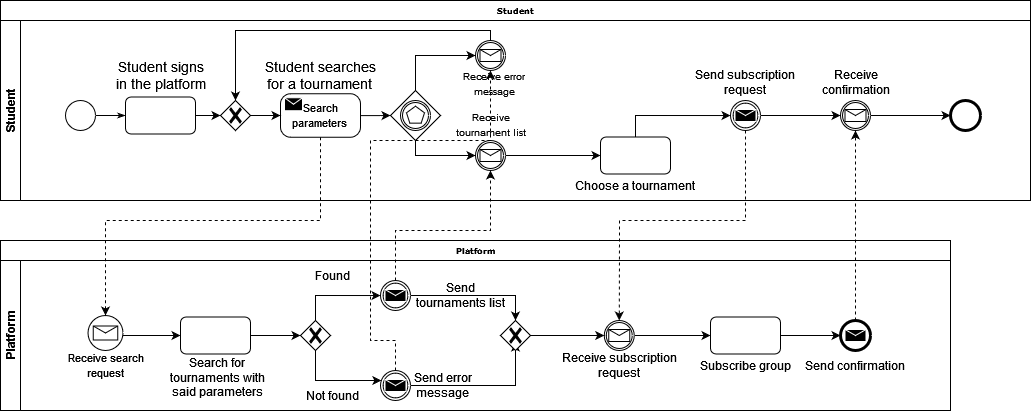 Student
Student
Student signs
in the platform
Student searches
for a tournament
Search
parameters
Receive error
message
Receive
tournament list
Choose a tournament
Send subscription
request
Receive
confirmation
Platform
Platform
Receive search
request
Search for
tournaments with
said parameters
Found
Not found
Send
tournaments list
Send error
message
Receive subscription
request
Subscribe group
Send confirmation